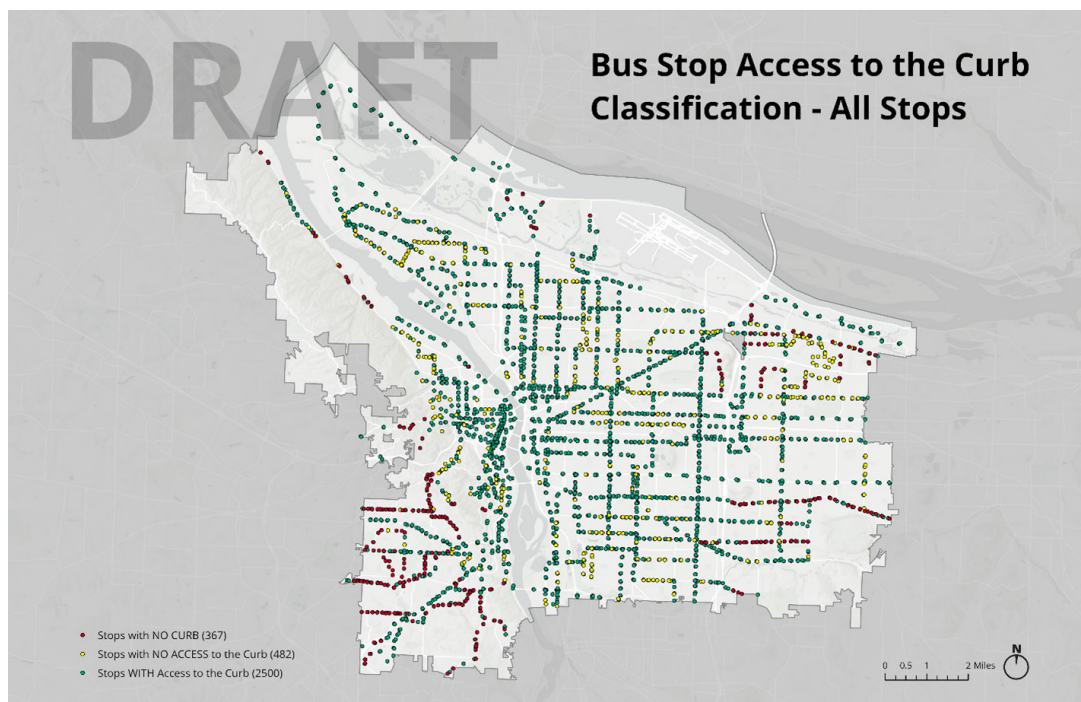 DRAFT
Bus Stop Access to the Curb
Classification - All Stops
Stops with NO CURB (367)
Stops with NO ACCESS to the Curb (482)
Stops WITH Access to the Curb (2500)
0 0.5 1 2 Miles
N